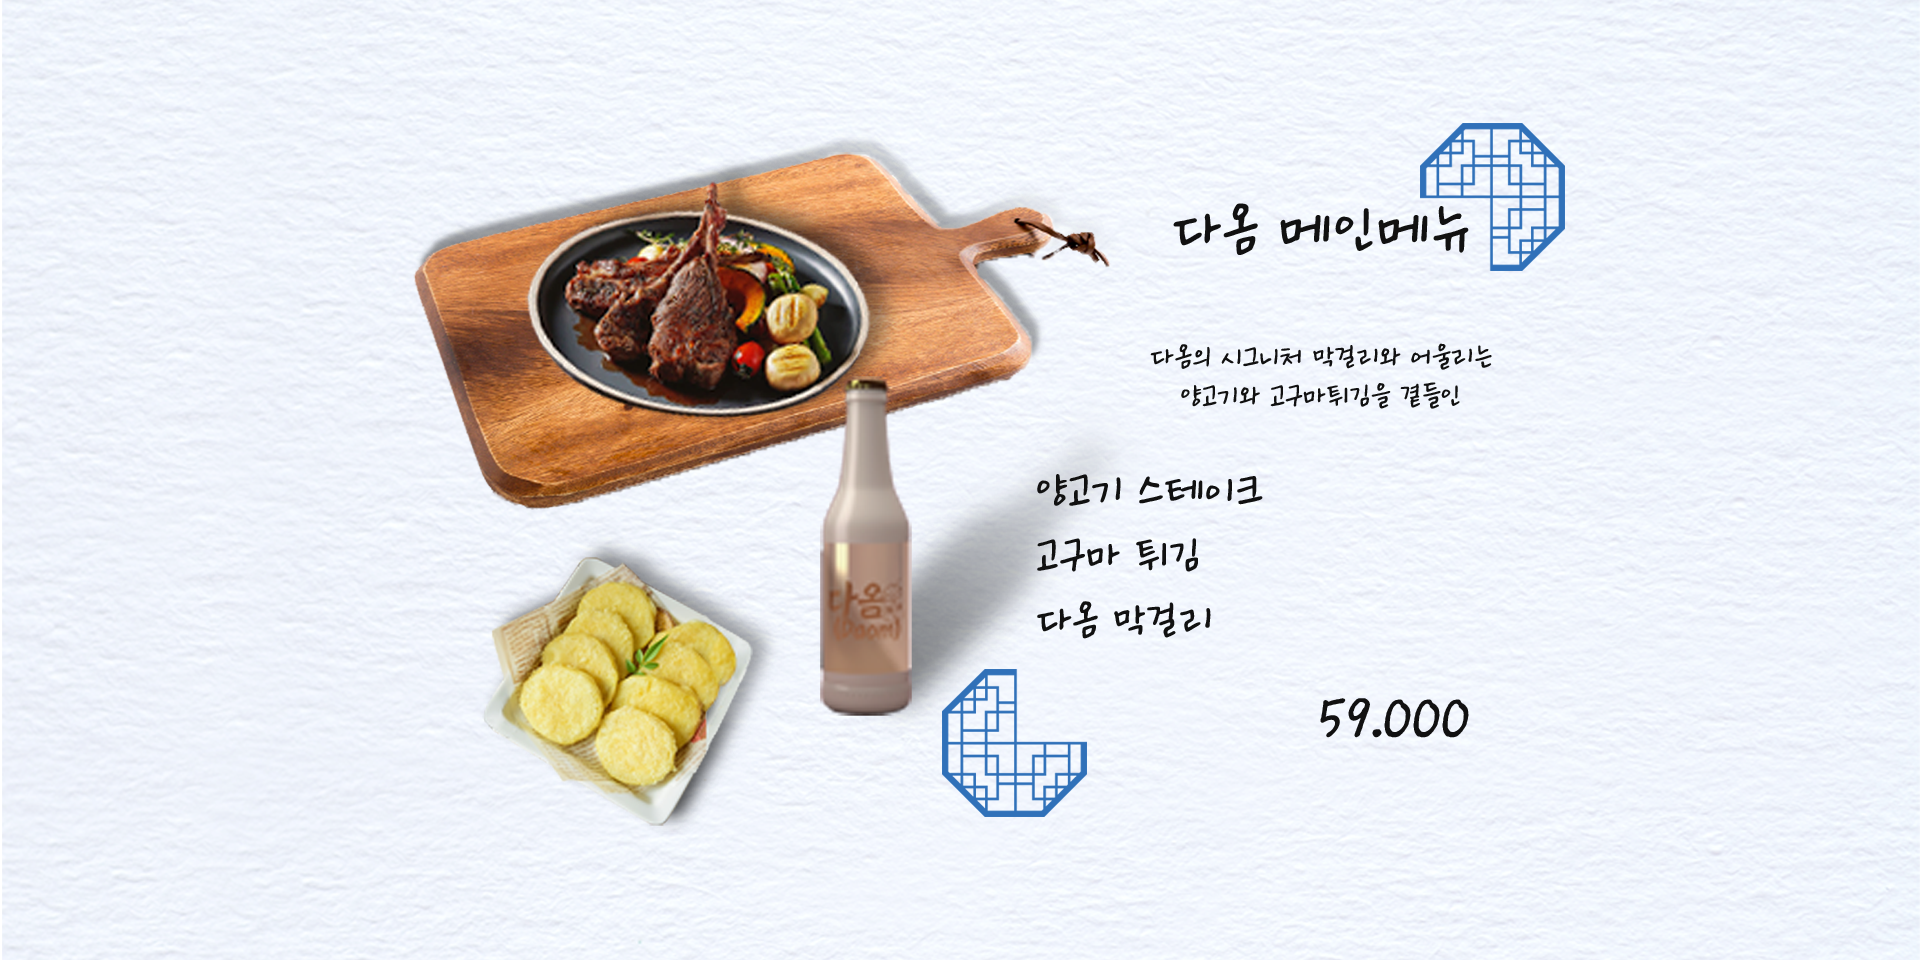 다옴 메인메뉴
다옴의 시그니처 막걸리와 어울리는
양고기와 고구마튀김을 곁들인
양고기 스테이크
고구마 튀김
다옴 막걸리
59.000
다옴
(Daom)